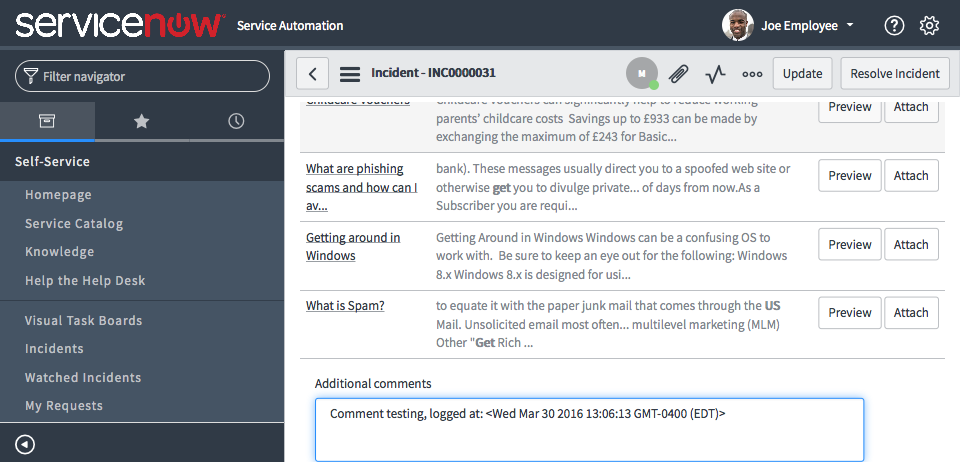 servicenow Service Automation
Joe Employee
Filter navigator
Incident - INC0000031
M
Update
Resolve Incident
Self-Service
Homepage
Service Catalog
Knowledge
Help the Help Desk
Visual Task Boards
Incidents
Watched Incidents
My Requests
Childcare Vouchers
Childcare Vouchers can significantly help to reduce working
parents’ childcare costs  Savings up to £933 can be made by
exchanging the maximum of £243 for Basic...
Preview
Attach
What are phishing
scams and how can I
av...
bank). These messages usually direct you to a spoofed web site or
otherwise get you to divulge private... of days from now.As a
Subscriber you are requi...
Preview
Attach
Getting around in
Windows
Getting Around in Windows Windows can be a confusing OS to
work with.  Be sure to keep an eye out for the following: Windows
8.x Windows 8.x is designed for usi...
Preview
Attach
What is Spam?
to equate it with the paper junk mail that comes through the US
Mail. Unsolicited email most often... multilevel marketing (MLM)
Other "Get Rich ...
Preview
Attach
Additional comments
Comment testing, logged at: <Wed Mar 30 2016 13:06:13 GMT-0400 (EDT)>